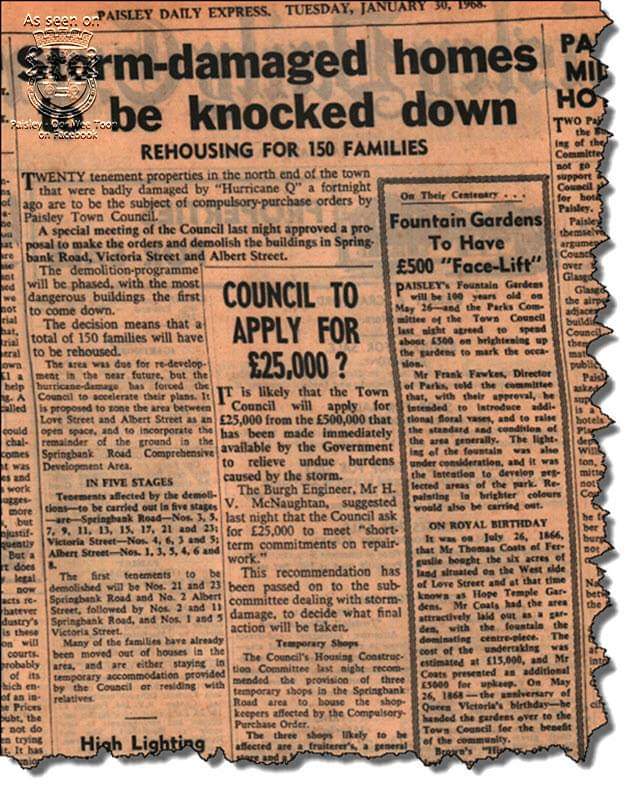 As seen on
Paisley - Oor Wee Toon
on Facebook
PAISLEY DAILY EXPRESS. TUESDAY, JANUARY 30, 1968.
Storm-damaged homes
be knocked down
REHOUSING FOR 150 FAMILIES
TWENTY tenement properties in the north end of the town
that were badly damaged by "Hurricane Q" a fortnight
ago are to be the subject of compulsory-purchase orders by
Paisley Town Council.
A special meeting of the Council last night approved a pro-
posal to make the orders and demolish the buildings in Spring-
bank Road, Victoria Street and Albert Street.
The demolition-programme
will be phased, with the most
dangerous buildings the first
to come down.
The decision means that a
total of 150 families will have
to be rehoused.
The area was due for re-develop-
ment in the near future, but the
hurricane-damage has forced the
Council to accelerate their plans. It
is proposed to zone the area between
Love Street and Albert Street as an
open space, and to incorporate the
remainder of the ground in the
Springbank Road Comprehensive
Development Area.
IN FIVE STAGES
Tenements affected by the demoli-
tions—to be carried out in five stages
—are—Springbank Road—Nos. 3, 5,
7, 9, 11, 13, 15, 17, 21 and 23;
Victoria Street—Nos. 4, 6, 3 and 5;
Albert Street—Nos. 1, 3, 5, 4, 6 and
8.
The first tenements to be
demolished will be Nos. 21 and 23
Springbank Road and No. 2 Albert
Street, followed by Nos. 2 and 11
Springbank Road, and Nos. 1 and 5
Victoria Street.
Many of the families have already
been moved out of houses in the
area, and are either staying in
temporary accommodation provided
by the Council or residing with
relatives.
High Lighting
COUNCIL TO
APPLY FOR
£25,000 ?
IT is likely that the Town
Council will apply for
£25,000 from the £500,000 that
has been made immediately
available by the Government
to relieve undue burdens
caused by the storm.
The Burgh Engineer, Mr H.
V. McNaughtan, suggested
last night that the Council ask
for £25,000 to meet "short-
term commitments on repair-
work."
This recommendation has
been passed on to the sub-
committee dealing with storm-
damage, to decide what final
action will be taken.
Temporary Shops
The Council's Housing Construc-
tion Committee last night recom-
mended the provision of three
temporary shops in the Springbank
Road area to house the shop-
keepers affected by the Compulsory-
Purchase Order.
The three shops likely to be
affected are a fruiterer's, a general
On Their Centenary . . .
Fountain Gardens
To Have
£500 "Face-Lift"
PAISLEY'S Fountain Gardens
will be 100 years old on
May 26—and the Parks Com-
mittee of the Town Council
last night agreed to spend
about £500 on brightening up
the gardens to mark the occa-
sion.
Mr Frank Fawkes, Director
of Parks, told the committee
that, with their approval, he
intended to introduce addi-
tional floral vases, and to raise
the standard and condition of
the area generally. The light-
ing of the fountain was also
under consideration, and it was
the intention to develop neg-
lected areas of the park. Re-
painting in brighter colours
would also be carried out.
ON ROYAL BIRTHDAY
It was on July 26, 1866,
that Mr Thomas Coats of Fer-
guslie bought the six acres of
land situated on the West side
of Love Street and at that time
known as Hope Temple Gar-
dens. Mr Coats had the area
attractively laid out as a gar-
den, with the fountain the
dominating centre-piece. The
cost of the undertaking was
estimated at £15,000, and Mr
Coats presented an additional
£5000 for upkeep. On May
26, 1868 — the anniversary of
Queen Victoria's birthday—he
handed the gardens over to the
Town Council for the benefit
of the community.